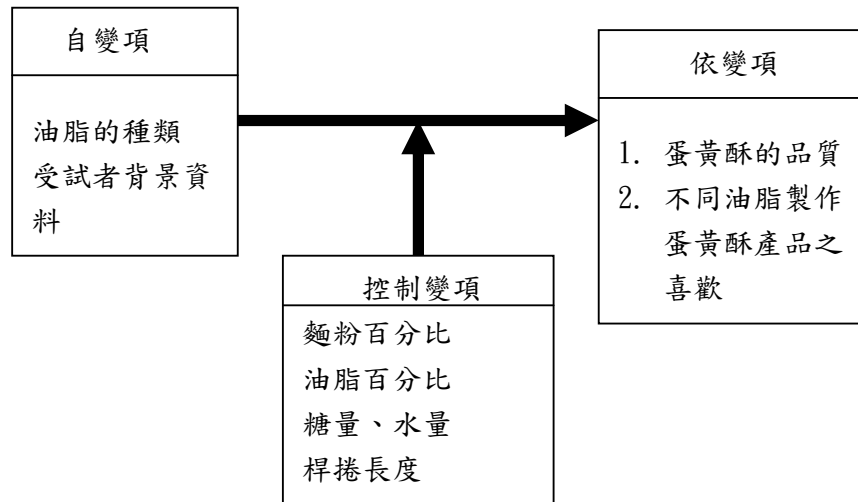 自變項
油脂的種類
受試者背景資
料
依變項
1. 蛋黃酥的品質
2. 不同油脂製作
蛋黃酥產品之
喜歡
控制變項
麵粉百分比
油脂百分比
糖量、水量
桿捲長度